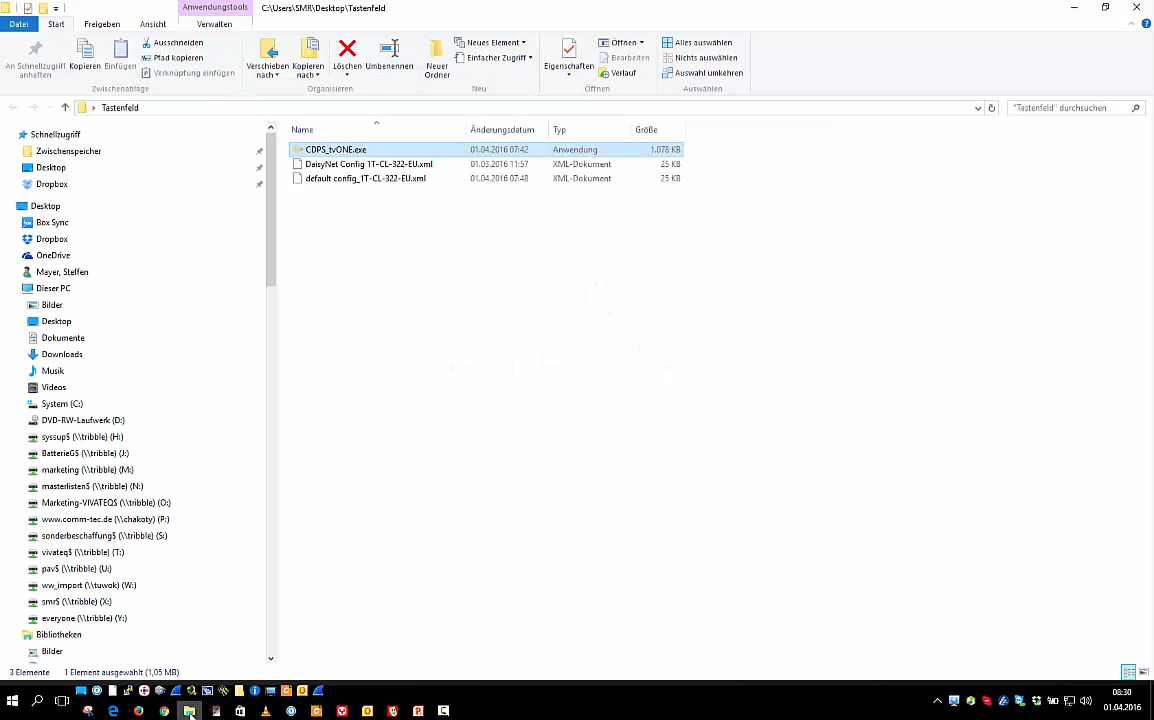 Anwendungstools
C:\Users\SMR\Desktop\Tastenfeld
Datei
Start
Freigeben
Ansicht
Verwalten
An Schnellzugriff anheften
Kopieren
Einfügen
Ausschneiden
Pfad kopieren
Verknüpfung einfügen
Zwischenablage
Verschieben nach
Kopieren nach
Löschen
Umbenennen
Organisieren
Neuer Ordner
Neues Element
Einfacher Zugriff
Neu
Eigenschaften
Öffnen
Bearbeiten
Verlauf
Öffnen
Alles auswählen
Nichts auswählen
Auswahl umkehren
Auswählen
Tastenfeld
"Tastenfeld" durchsuchen
Name
Änderungsdatum
Typ
Größe
CDPS_tvONE.exe 01.04.2016 07:42 Anwendung 1.078 KB
DaisyNet Config 1T-CL-322-EU.xml 01.03.2016 11:57 XML-Dokument 25 KB
default config_1T-CL-322-EU.xml 01.04.2016 07:48 XML-Dokument 25 KB
Schnellzugriff
Zwischenspeicher
Desktop
Dropbox
Desktop
Box Sync
Dropbox
OneDrive
Mayer, Steffen
Dieser PC
Bilder
Desktop
Dokumente
Downloads
Musik
Videos
System (C:)
DVD-RW-Laufwerk (D:)
syssup$ (\\tribble) (H:)
BatterieG$ (\\tribble) (J:)
marketing (\\tribble) (M:)
masterlisten$ (\\tribble) (N:)
Marketing-VIVATEQ$ (\\tribble) (O:)
www.comm-tec.de (\\chakoty) (P:)
sonderbeschaffung$ (\\tribble) (S:)
vivateq$ (\\tribble) (T:)
pav$ (\\tribble) (U:)
ww_import (\\tuwok) (W:)
smr$ (\\tribble) (X:)
everyone (\\tribble) (Y:)
Bibliotheken
Bilder
3 Elemente
1 Element ausgewählt (1,05 MB)
08:30
01.04.2016